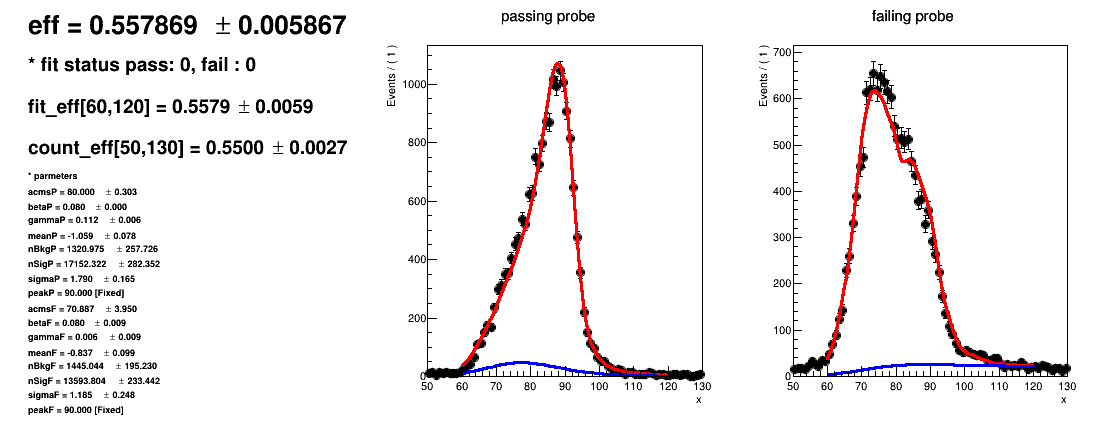 eff = 0.557869 ± 0.005867
* fit status pass: 0, fail : 0
fit_eff[60,120] = 0.5579 ± 0.0059
count_eff[50,130] = 0.5500 ± 0.0027
* parmeters
acmsP = 80.000 ± 0.303
betaP = 0.080 ± 0.000
gammaP = 0.112 ± 0.006
meanP = -1.059 ± 0.078
nBkgP = 1320.975 ± 257.726
nSigP = 17152.322 ± 282.352
sigmaP = 1.790 ± 0.165
peakP = 90.000 [Fixed]
acmsF = 70.887 ± 3.950
betaF = 0.080 ± 0.009
gammaF = 0.006 ± 0.009
meanF = -0.837 ± 0.099
nBkgF = 1445.044 ± 195.230
nSigF = 13593.804 ± 233.442
sigmaF = 1.185 ± 0.248
peakF = 90.000 [Fixed]
passing probe
Events / ( 1 )
1000
800
600
400
200
0
50 60 70 80 90 100 110 120 130
x
failing probe
Events / ( 1 )
700
600
500
400
300
200
100
0
50 60 70 80 90 100 110 120 130
x